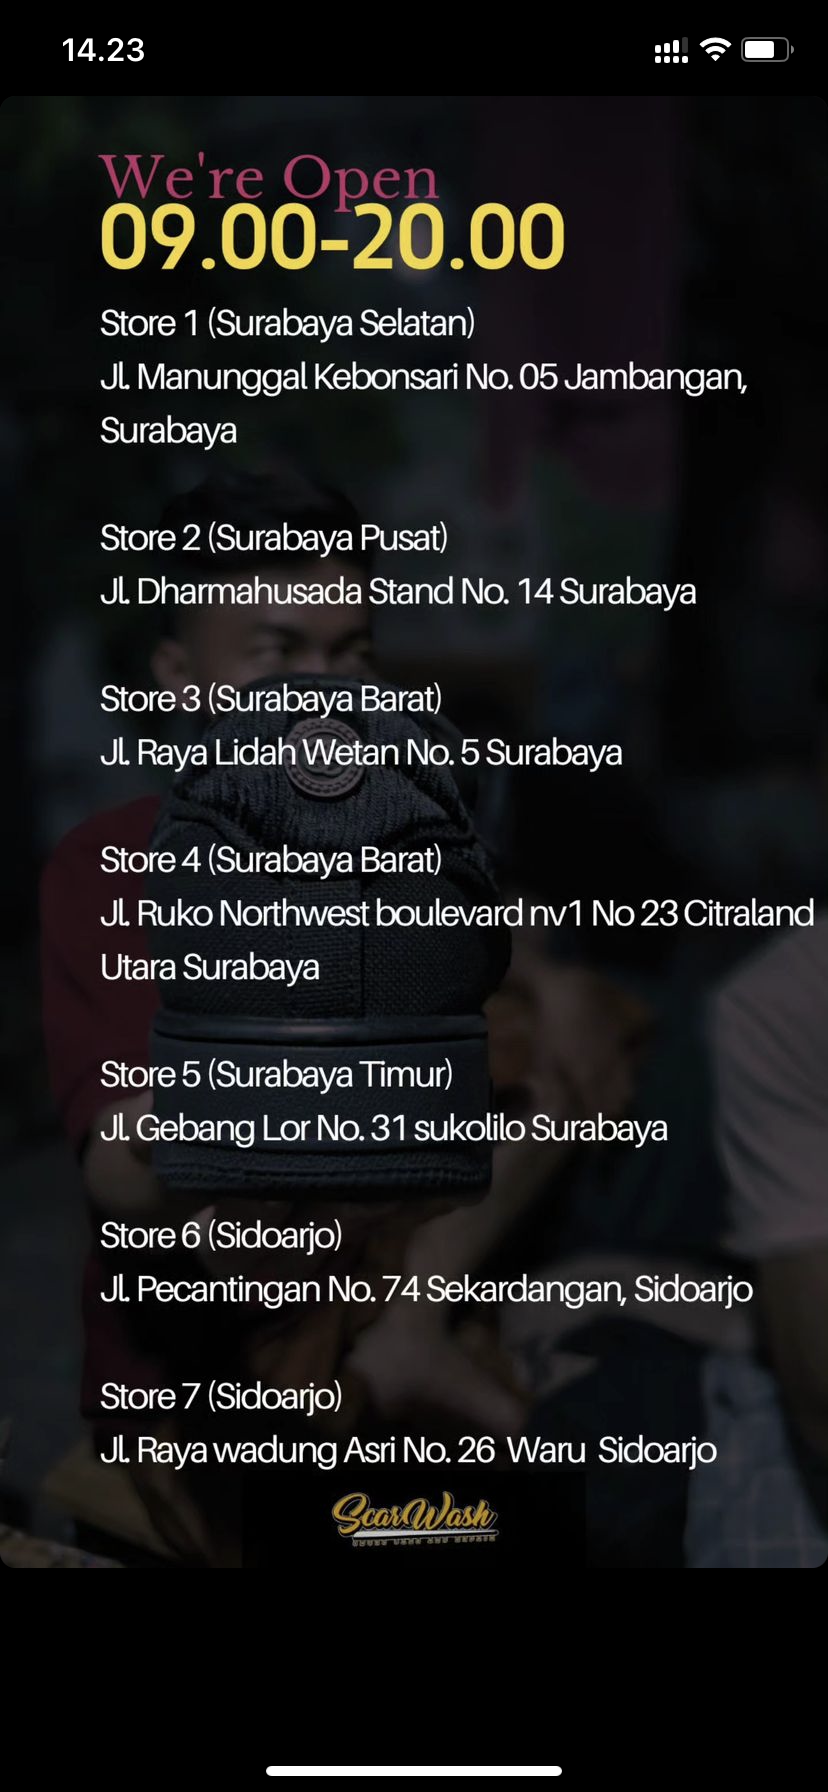 14.23
We're Open
09.00-20.00
Store 1 (Surabaya Selatan)
Jl. Manunggal Kebonsari No. 05 Jambangan,
Surabaya
Store 2 (Surabaya Pusat)
Jl. Dharmahusada Stand No. 14 Surabaya
Store 3 (Surabaya Barat)
Jl. Raya Lidah Wetan No. 5 Surabaya
Store 4 (Surabaya Barat)
Jl. Ruko Northwest boulevard nv1 No 23 Citraland
Utara Surabaya
Store 5 (Surabaya Timur)
Jl. Gebang Lor No. 31 sukolilo Surabaya
Store 6 (Sidoarjo)
Jl. Pecantingan No. 74 Sekardangan, Sidoarjo
Store 7 (Sidoarjo)
Jl. Raya wadung Asri No. 26 Waru Sidoarjo
ScarWash